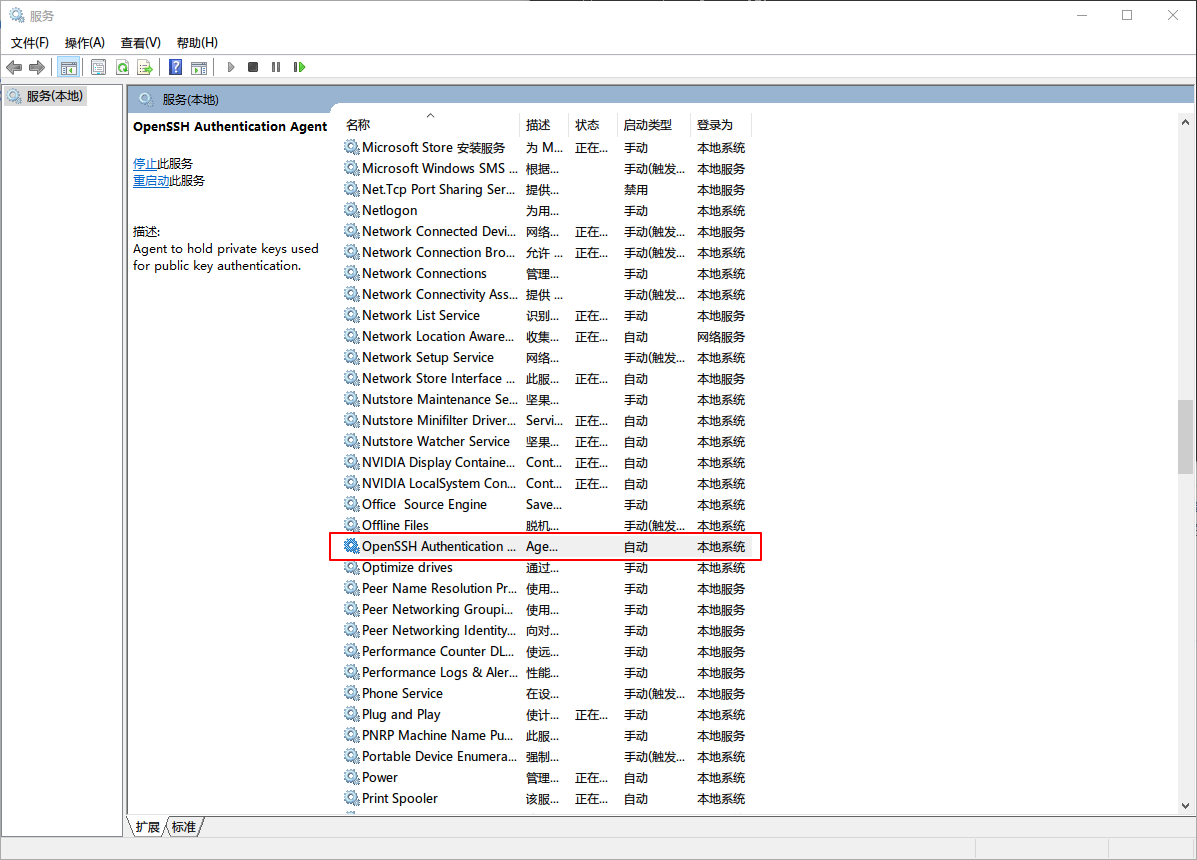 服务
文件(F) 操作(A) 查看(V) 帮助(H)
服务(本地)
服务(本地)
OpenSSH Authentication Agent
停止此服务
重启动此服务
描述:
Agent to hold private keys used
for public key authentication.
名称 描述 状态 启动类型 登录为
Microsoft Store 安装服务 为 M... 正在... 手动 本地系统
Microsoft Windows SMS ... 根据... 手动(触发... 本地服务
Net.Tcp Port Sharing Ser... 提供... 禁用 本地服务
Netlogon 为用... 手动 本地系统
Network Connected Devi... 网络... 正在... 手动(触发... 本地服务
Network Connection Bro... 允许 ... 正在... 手动(触发... 本地系统
Network Connections 管理... 手动 本地系统
Network Connectivity Ass... 提供 ... 手动(触发... 本地系统
Network List Service 识别... 正在... 手动 本地服务
Network Location Aware... 收集... 正在... 自动 网络服务
Network Setup Service 网络... 手动(触发... 本地系统
Network Store Interface ... 此服... 正在... 自动 本地服务
Nutstore Maintenance Se... 坚果... 手动 本地系统
Nutstore Minifilter Driver... Servi... 正在... 自动 本地系统
Nutstore Watcher Service 坚果... 正在... 自动 本地系统
NVIDIA Display Containe... Cont... 正在... 自动 本地系统
NVIDIA LocalSystem Con... Cont... 正在... 自动 本地系统
Office  Source Engine Save... 手动 本地系统
Offline Files 脱机... 手动(触发... 本地系统
OpenSSH Authentication ... Age... 自动 本地系统
Optimize drives 通过... 手动 本地系统
Peer Name Resolution Pr... 使用... 手动 本地服务
Peer Networking Groupi... 使用... 手动 本地服务
Peer Networking Identity... 向对... 手动 本地服务
Performance Counter DL... 使远... 手动 本地服务
Performance Logs & Aler... 性能... 手动 本地服务
Phone Service 在设... 手动(触发... 本地服务
Plug and Play 使计... 正在... 手动 本地系统
PNRP Machine Name Pu... 此服... 手动 本地服务
Portable Device Enumera... 强制... 手动(触发... 本地系统
Power 管理... 正在... 自动 本地系统
Print Spooler 该服... 正在... 自动 本地系统
扩展 标准